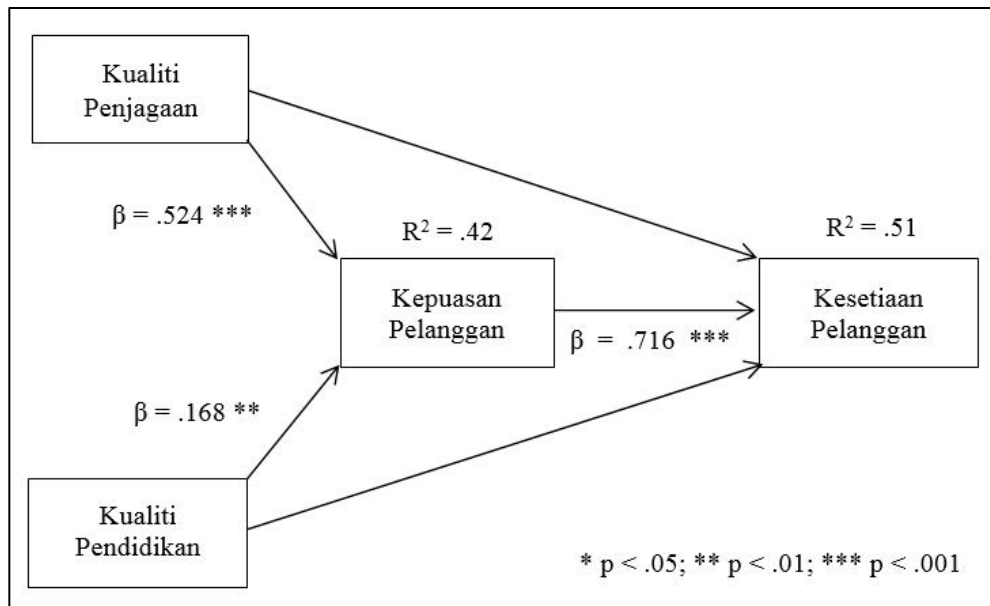 Kualiti
Penjagaan
β = .524 ***
R² = .42
R² = .51
Kepuasan
Pelanggan
Kesetiaan
Pelanggan
β = .716 ***
β = .168 **
Kualiti
Pendidikan
* p < .05; ** p < .01; *** p < .001